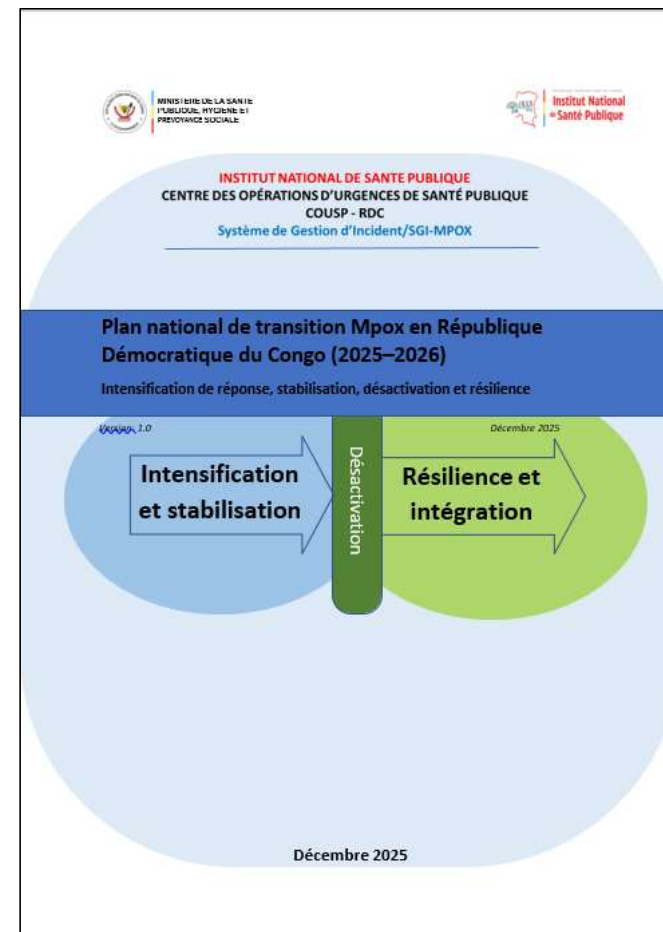 MINISTERE DE LA SANTE
PUBLIQUE, HYGIENE ET
PREVOYANCE SOCIALE
Institut National
de Santé Publique
INSTITUT NATIONAL DE SANTE PUBLIQUE
CENTRE DES OPÉRATIONS D'URGENCES DE SANTÉ PUBLIQUE
COUSP - RDC
Système de Gestion d'Incident/SGI-MPOX
Plan national de transition Mpox en République
Démocratique du Congo (2025–2026)
Intensification de réponse, stabilisation, désactivation et résilience
Version 1.0
Décembre 2025
Intensification
et stabilisation
Désactivation
Résilience et
intégration
Décembre 2025